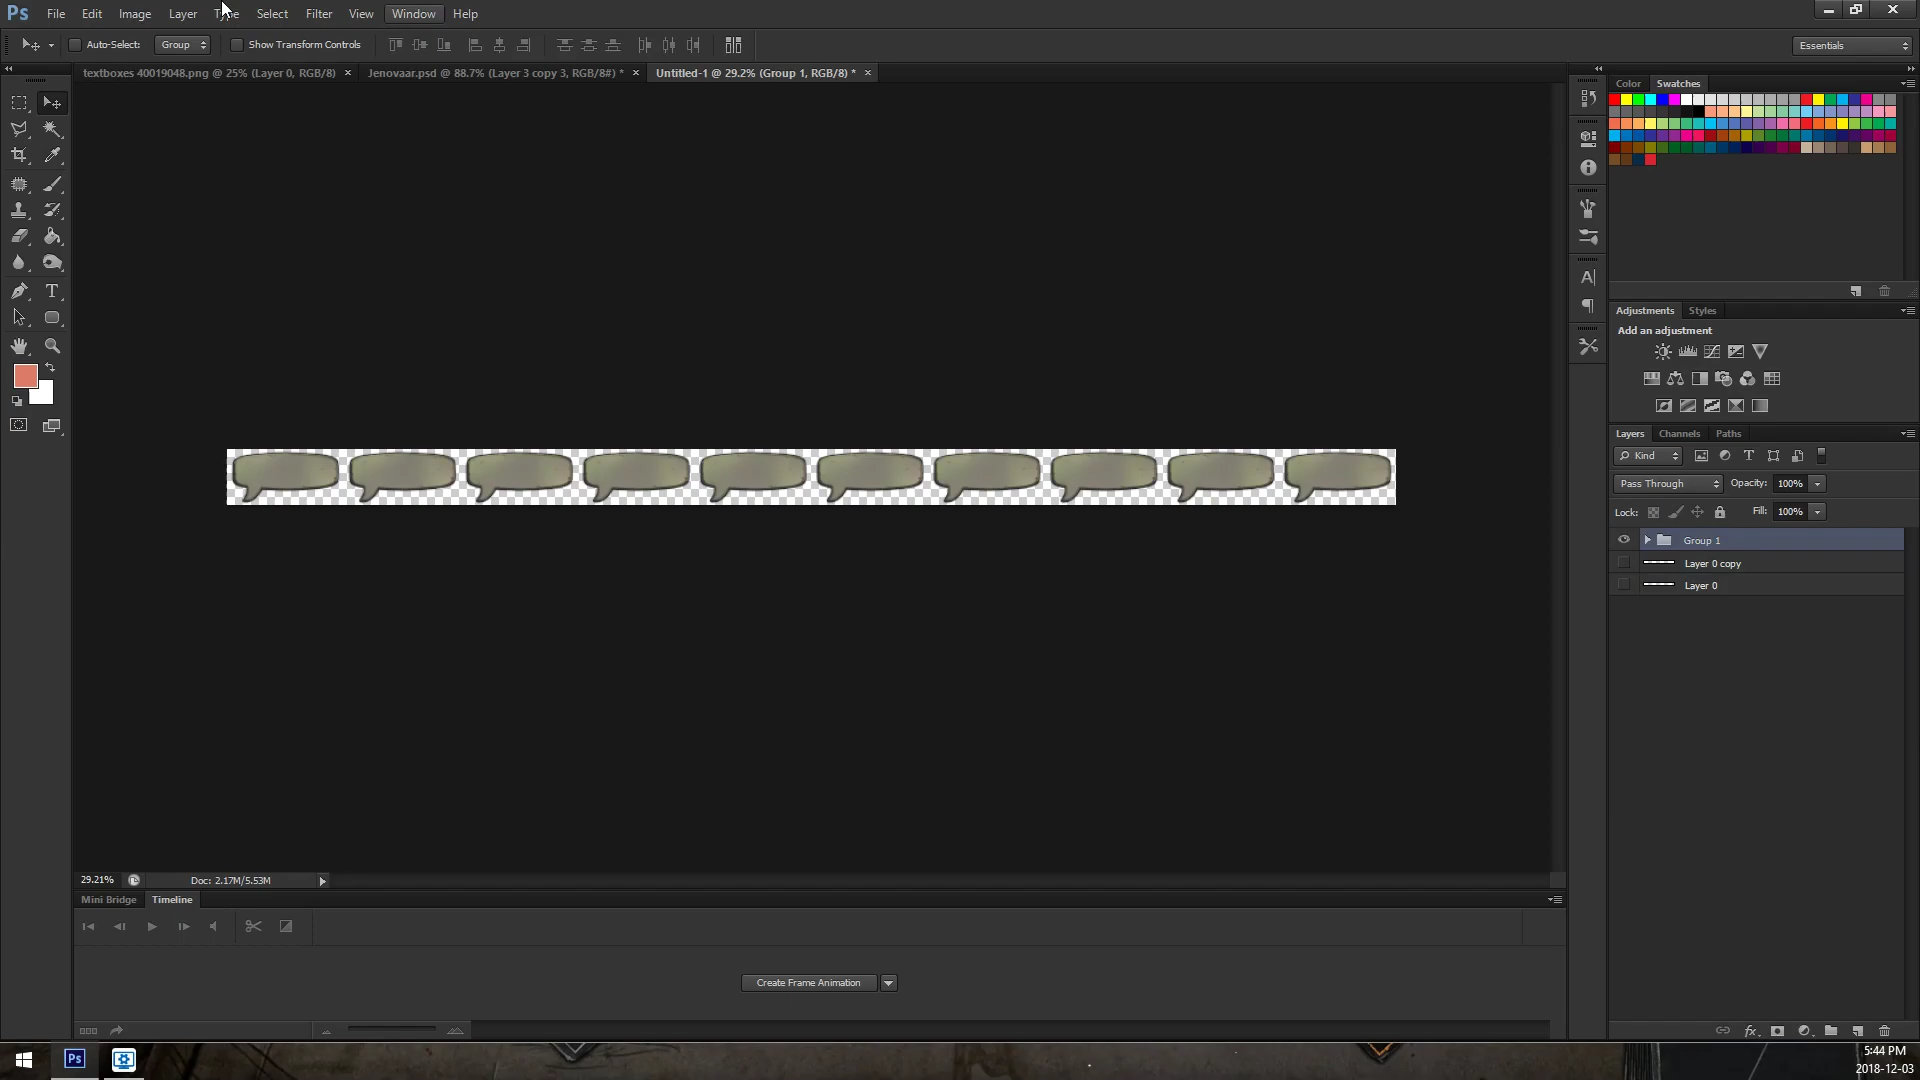 Ps File Edit Image Layer Type Select Filter View Window Help
Auto-Select: Group Show Transform Controls Essentials
textboxes 40019048.png @ 25% (Layer 0, RGB/8) × Jenovaar.psd @ 88.7% (Layer 3 copy 3, RGB/8#) * × Untitled-1 @ 29.2% (Group 1, RGB/8) * ×
Color Swatches
Adjustments Styles
Add an adjustment
Layers Channels Paths
Kind
Pass Through Opacity: 100%
Lock: Fill: 100%
Group 1
Layer 0 copy
Layer 0
29.21% Doc: 2.17M/5.53M
Mini Bridge Timeline
Create Frame Animation
Ps
5:44 PM
2018-12-03